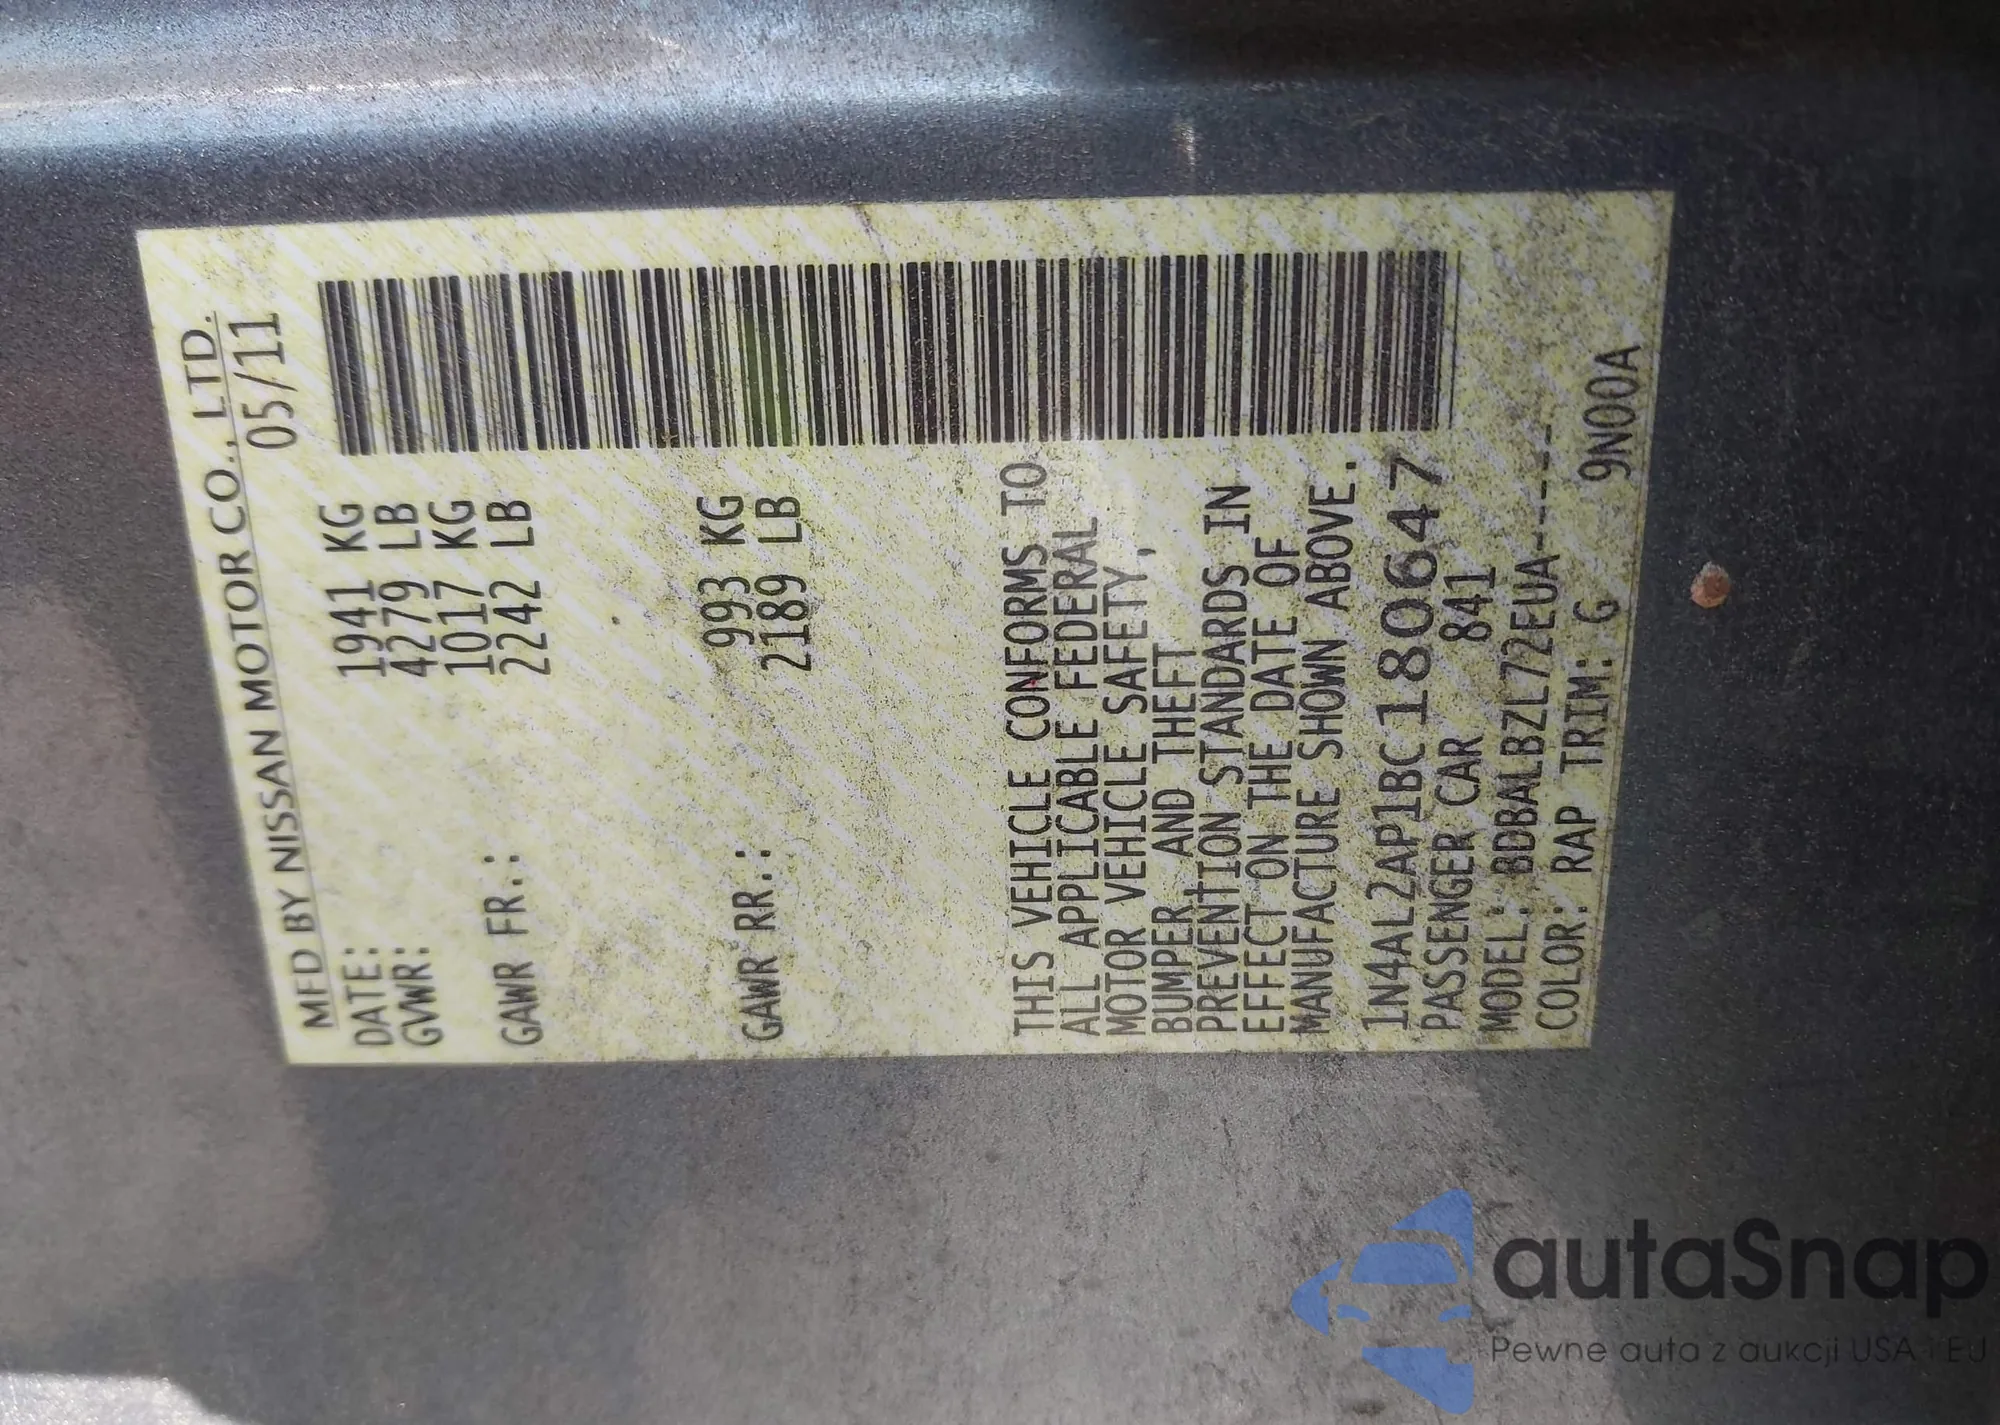 MFD BY NISSAN MOTOR CO., LTD.
DATE: 05/11
GVWR: 1941 KG
4279 LB
GAWR FR.: 1017 KG
2242 LB
GAWR RR.: 993 KG
2189 LB
THIS VEHICLE CONFORMS TO
ALL APPLICABLE FEDERAL
MOTOR VEHICLE SAFETY,
BUMPER AND THEFT
PREVENTION STANDARDS IN
EFFECT ON THE DATE OF
MANUFACTURE SHOWN ABOVE.
1N4AL2AP1BC180647
PASSENGER CAR 841
MODEL: BDBALBZL72EUA------
COLOR: RAP TRIM: G 9N00A
autaSnap
Pewne auta z aukcji USA i EU